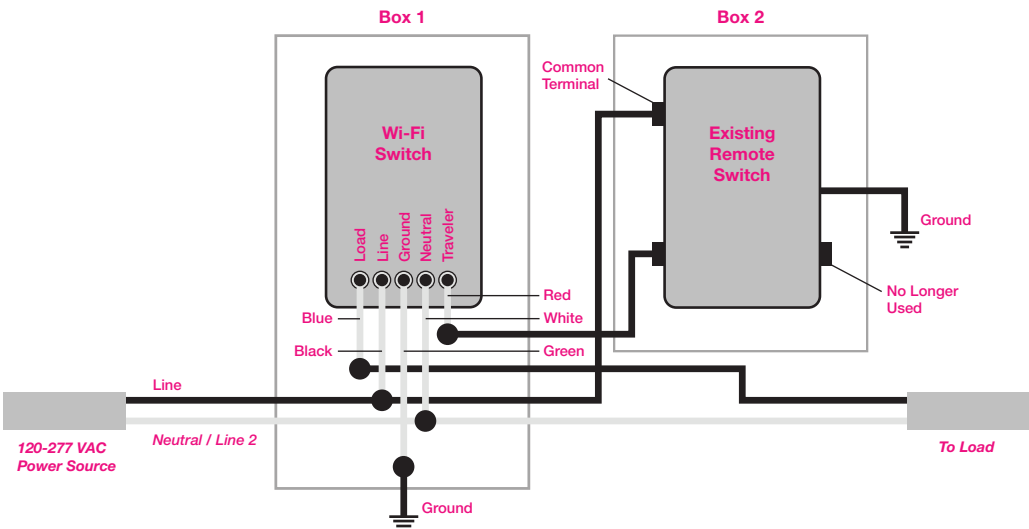 Box 1
Box 2
Common
Terminal
Wi-Fi
Switch
Existing
Remote
Switch
Load
Line
Ground
Neutral
Traveler
Ground
Red
White
Blue
Black
Green
No Longer
Used
Line
Neutral / Line 2
120-277 VAC
Power Source
To Load
Ground